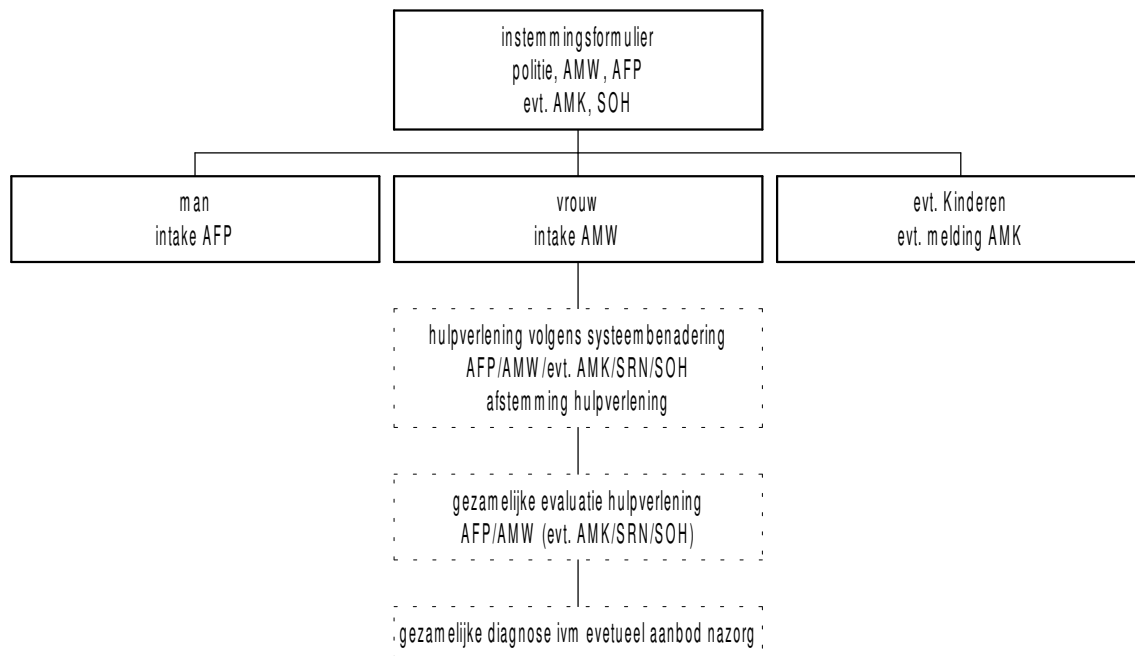 instemmingsformulier
politie, AMW, AFP
evt. AMK, SOH
man
intake AFP
vrouw
intake AMW
evt. Kinderen
evt. melding AMK
hulpverlening volgens systeembenadering
AFP/AMW/evt. AMK/SRN/SOH
afstemming hulpverlening
gezamelijke evaluatie hulpverlening
AFP/AMW (evt. AMK/SRN/SOH)
gezamelijke diagnose ivm evetueel aanbod nazorg